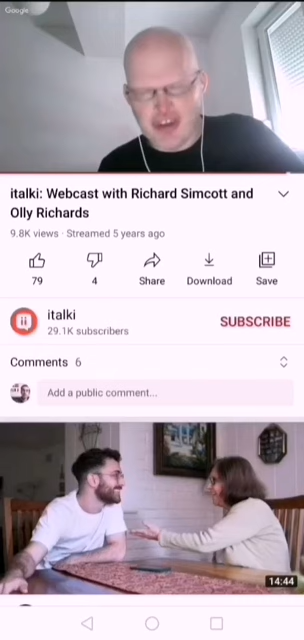 Google
italki: Webcast with Richard Simcott and
Olly Richards
9.8K views · Streamed 5 years ago
79
4
Share
Download
Save
italki
29.1K subscribers
SUBSCRIBE
Comments 6
Add a public comment...
14:44